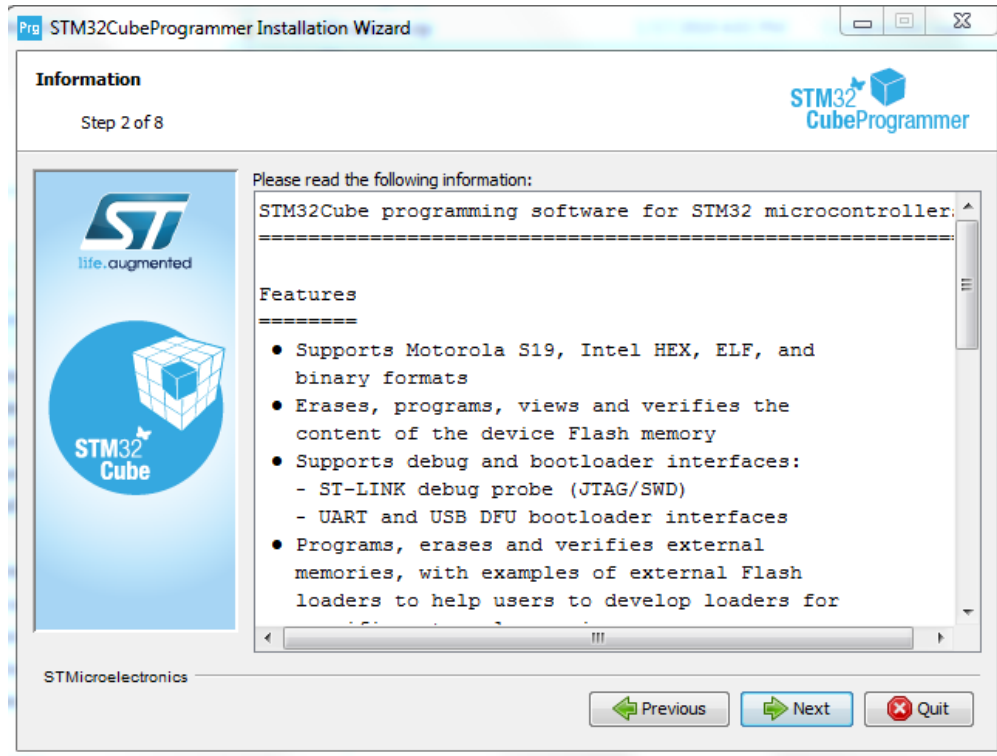 Prg STM32CubeProgrammer Installation Wizard
Information
Step 2 of 8
STM32
CubeProgrammer
ST
life.augmented
STM32
Cube
Please read the following information:
STM32Cube programming software for STM32
============================================================
Features
========
● Supports Motorola S19, Intel HEX, ELF, and
binary formats
● Erases, programs, views and verifies the
content of the device Flash memory
● Supports debug and bootloader interfaces:
- ST-LINK debug probe (JTAG/SWD)
- UART and USB DFU bootloader interfaces
● Programs, erases and verifies external
memories, with examples of external Flash
loaders to help users to develop loaders for
STMicroelectronics
Previous
Next
Quit